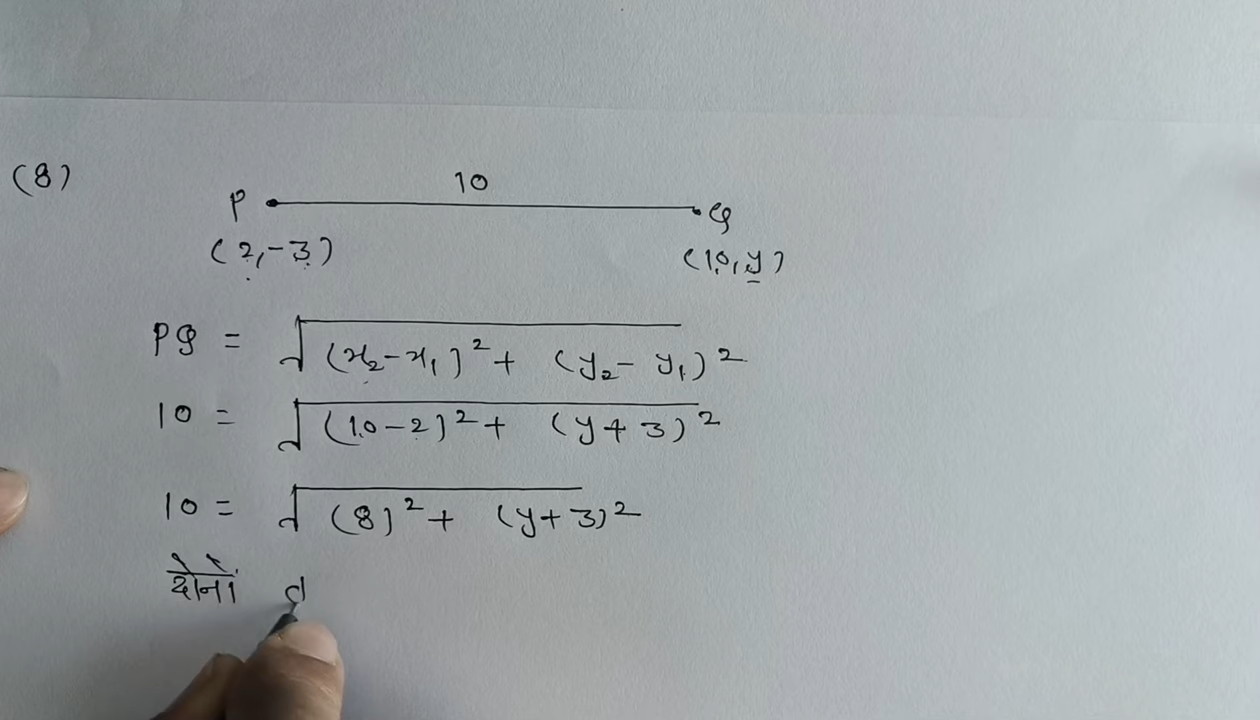 (8)
10
P Q
(2,-3) (10,y)
PQ = √(x₂-x₁)² + (y₂-y₁)²
10 = √(10-2)² + (y+3)²
10 = √(8)² + (y+3)²
दोनों